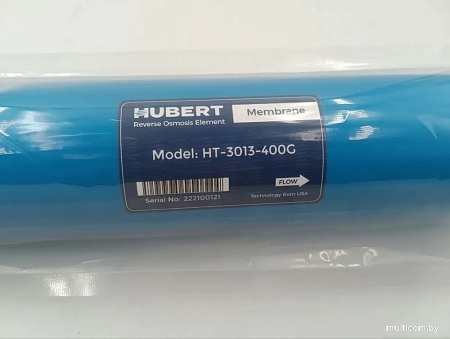 HUBERT
Membrane
Reverse Osmosis Element
Model: HT-3013-400G
FLOW
Serial No: 222100121
Technology from USA
multicom.by